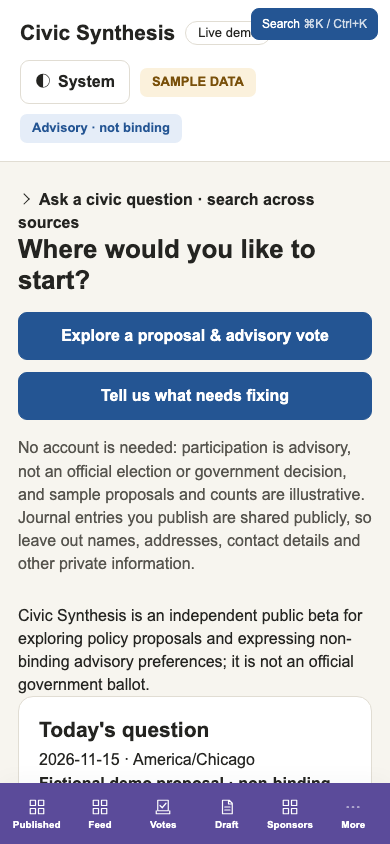 Civic Synthesis
Live dem
Search ⌘K / Ctrl+K
System
SAMPLE DATA
Advisory · not binding
Ask a civic question · search across
sources
Where would you like to
start?
Explore a proposal & advisory vote
Tell us what needs fixing
No account is needed: participation is advisory,
not an official election or government decision,
and sample proposals and counts are illustrative.
Journal entries you publish are shared publicly, so
leave out names, addresses, contact details and
other private information.
Civic Synthesis is an independent public beta for
exploring policy proposals and expressing non-
binding advisory preferences; it is not an official
government ballot.
Today's question
2026-11-15 · America/Chicago
Fictional demo proposal · non-binding
Published
Feed
Votes
Draft
Sponsors
More